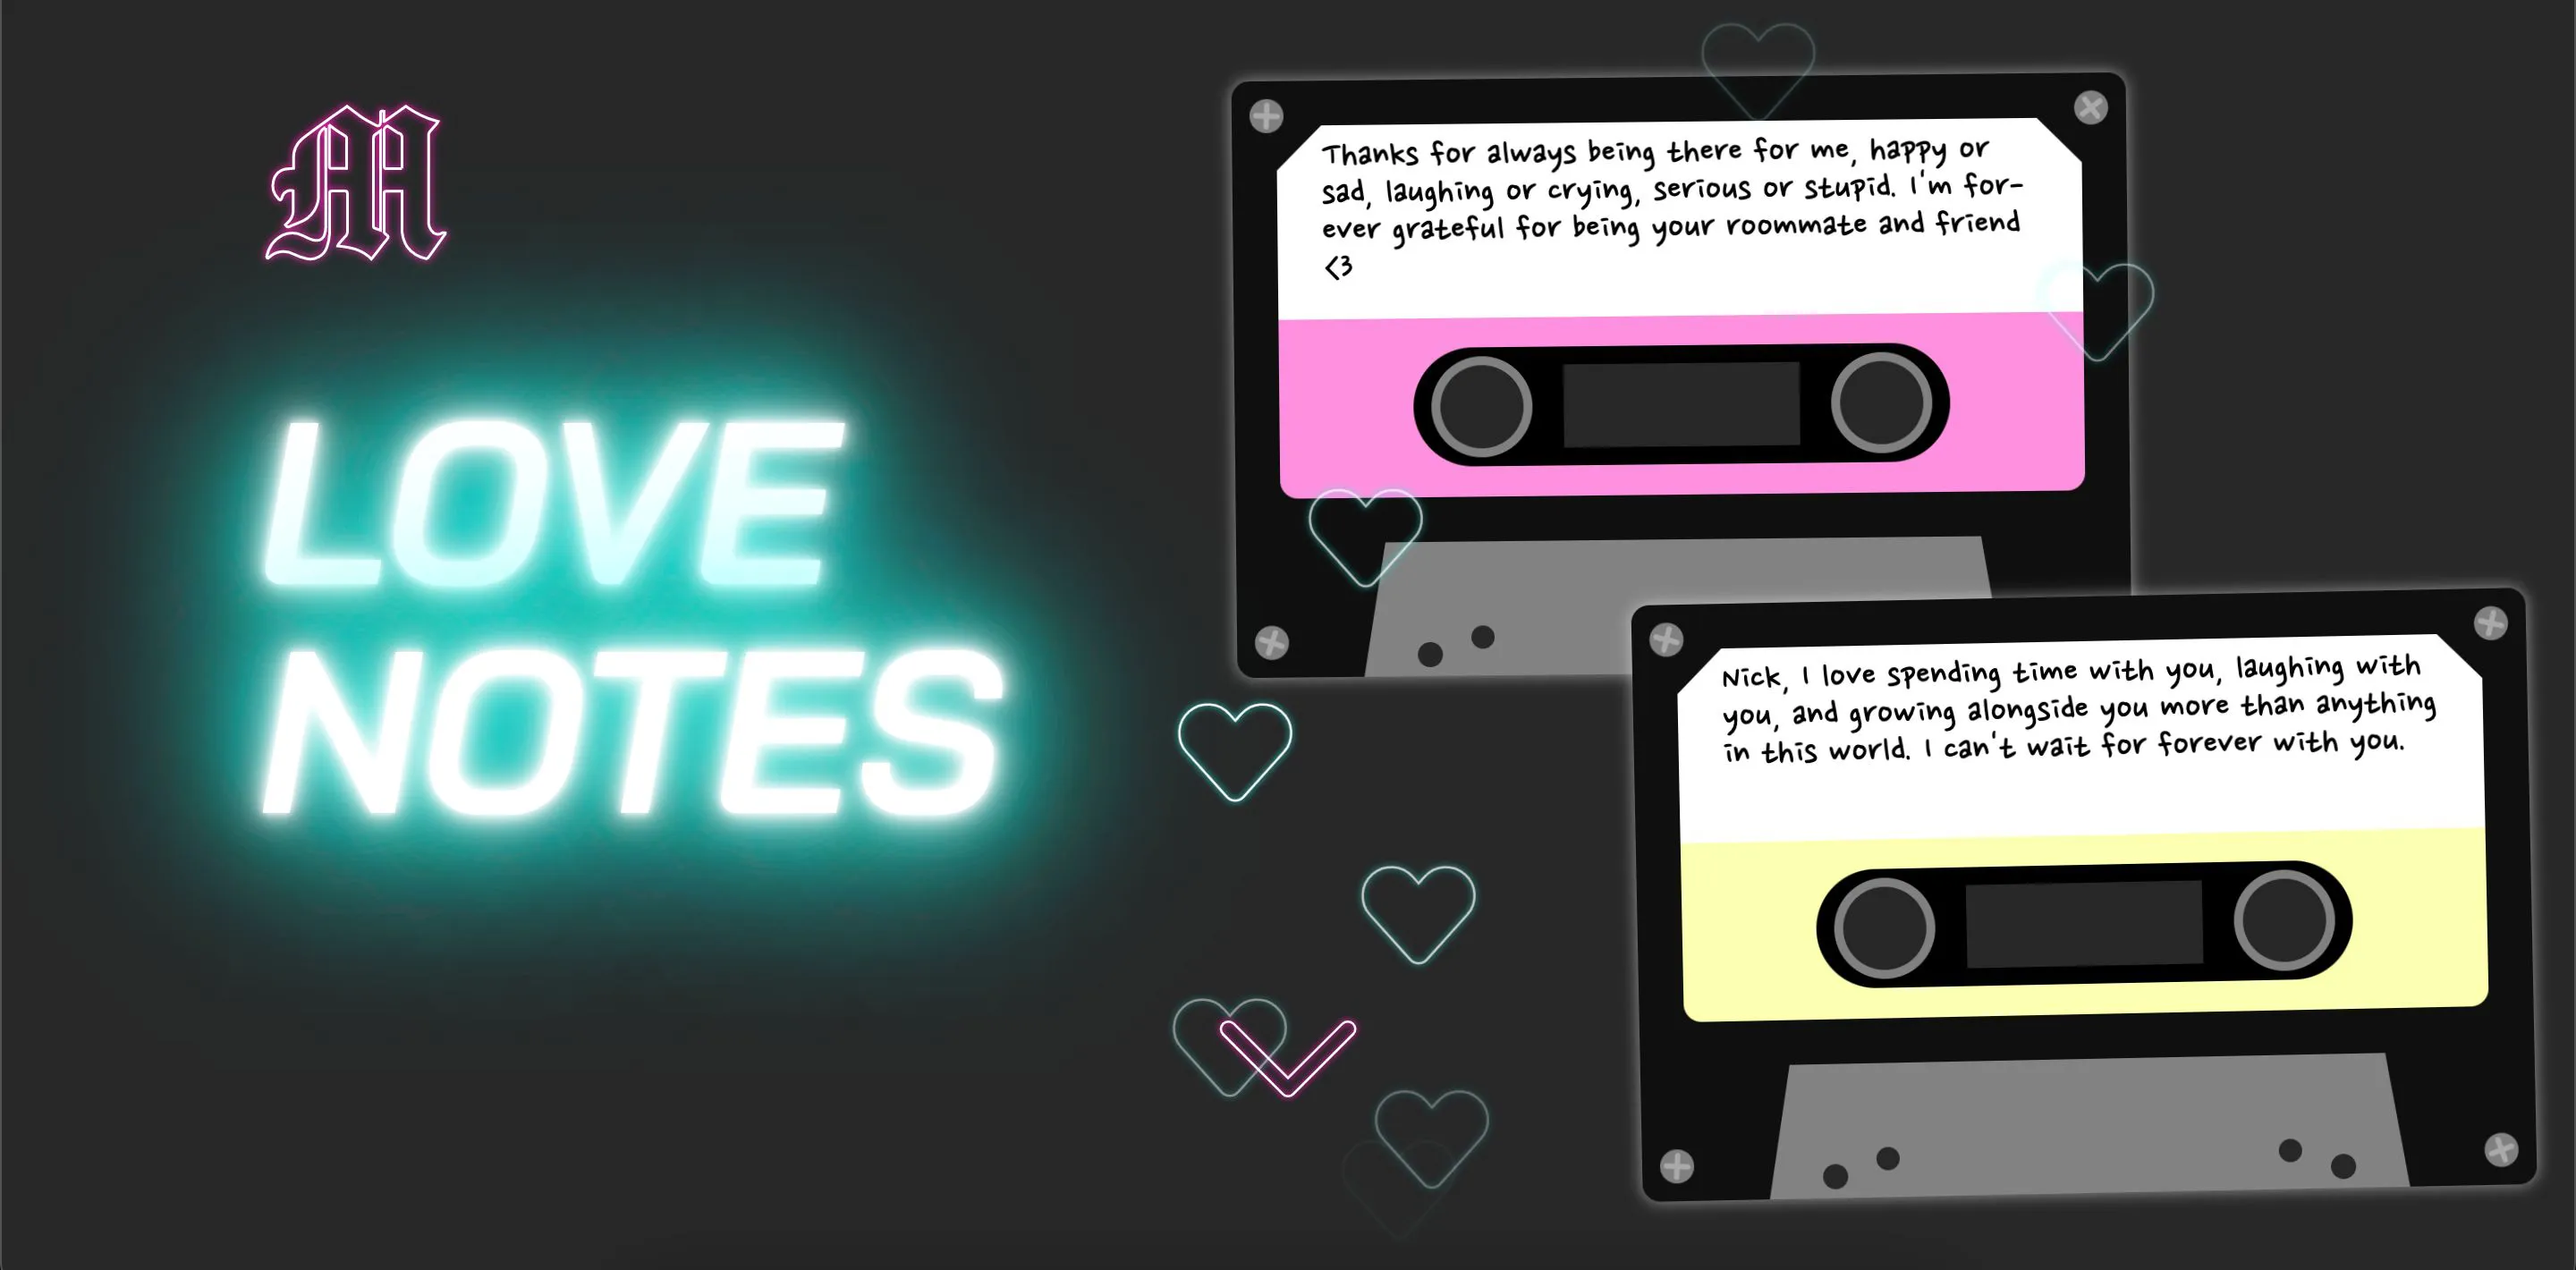 M
LOVE
NOTES
Thanks for always being there for me, happy or
sad, laughing or crying, serious or stupid. I'm for-
ever grateful for being your roommate and friend
<3
Nick, I love spending time with you, laughing with
you, and growing alongside you more than anything
in this world. I can't wait for forever with you.